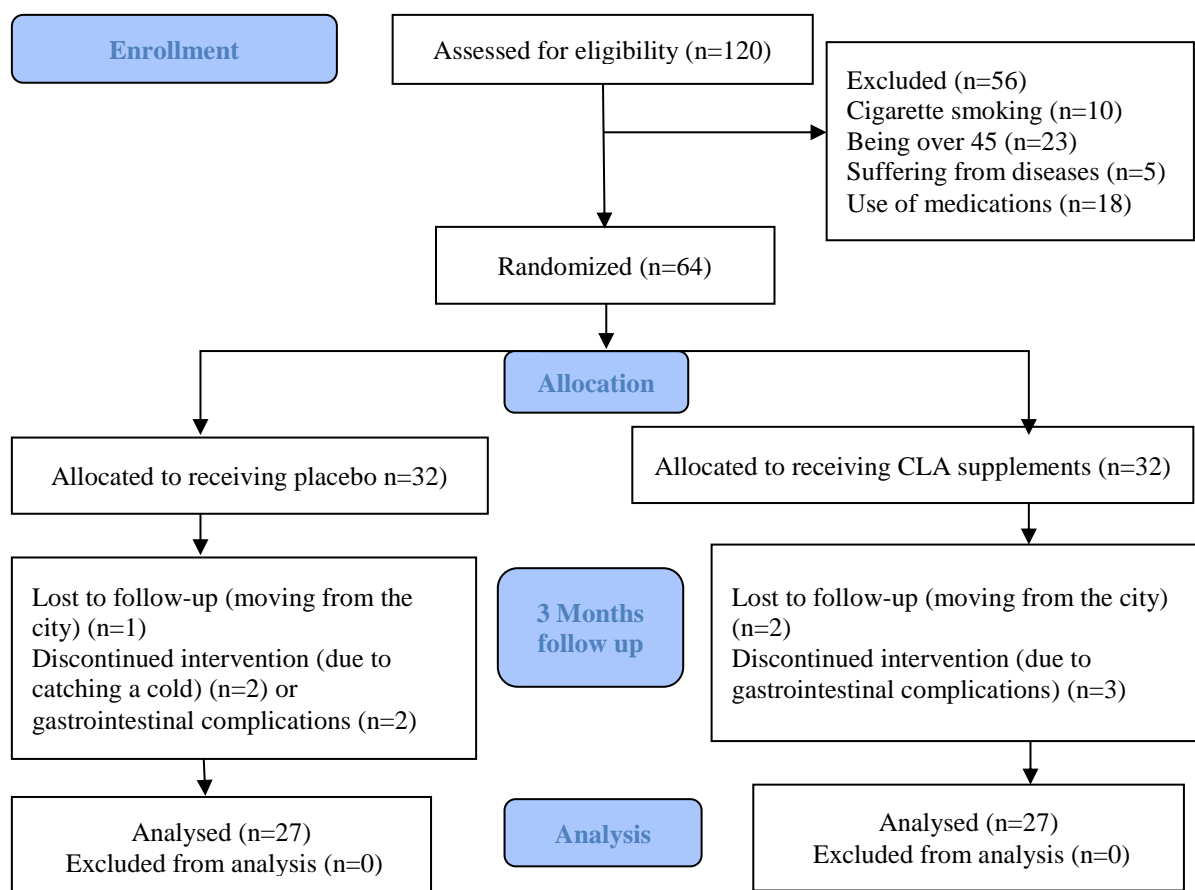 Enrollment
Assessed for eligibility (n=120)
Excluded (n=56)
Cigarette smoking (n=10)
Being over 45 (n=23)
Suffering from diseases (n=5)
Use of medications (n=18)
Randomized (n=64)
Allocation
Allocated to receiving placebo n=32)
Allocated to receiving CLA supplements (n=32)
Lost to follow-up (moving from the
city) (n=1)
Discontinued intervention (due to
catching a cold) (n=2) or
gastrointestinal complications (n=2)
3 Months
follow up
Lost to follow-up (moving from the city)
(n=2)
Discontinued intervention (due to
gastrointestinal complications) (n=3)
Analysed (n=27)
Excluded from analysis (n=0)
Analysis
Analysed (n=27)
Excluded from analysis (n=0)